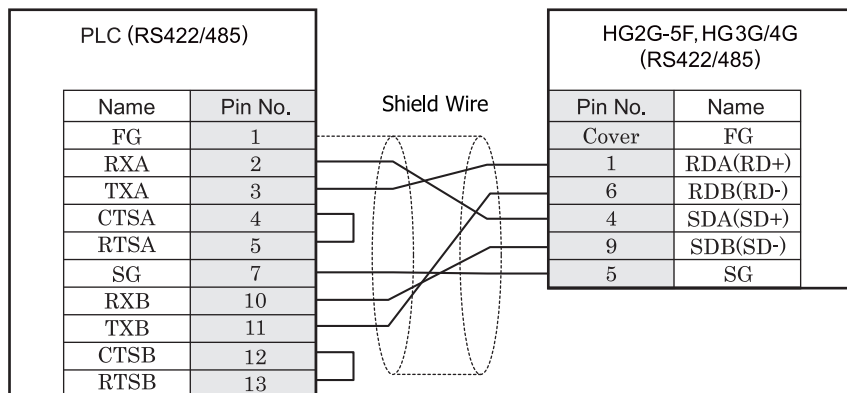 PLC (RS422/485)
HG2G-5F, HG3G/4G
(RS422/485)
Shield Wire
Name Pin No.
FG 1
RXA 2
TXA 3
CTSA 4
RTSA 5
SG 7
RXB 10
TXB 11
CTSB 12
RTSB 13
Pin No. Name
Cover FG
1 RDA(RD+)
6 RDB(RD-)
4 SDA(SD+)
9 SDB(SD-)
5 SG